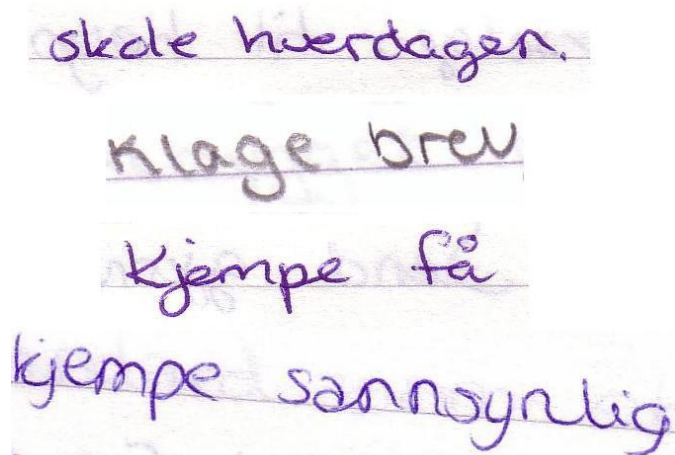 skole hverdagen.
Klage brev
Kjempe få
kjempe sannsynlig